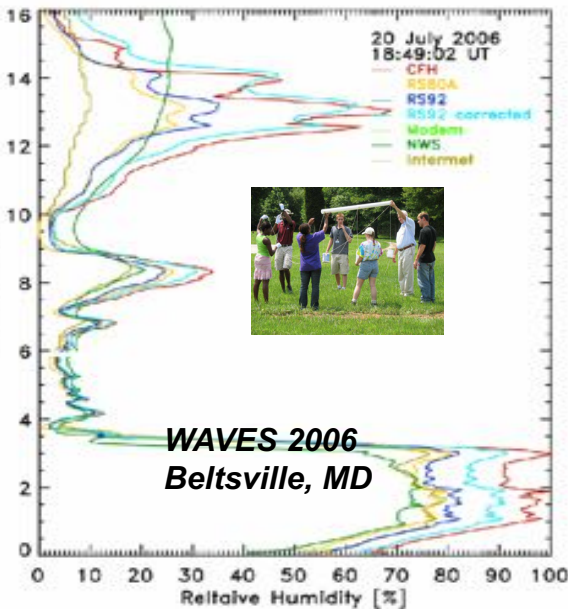 16
14
12
10
8
6
4
2
0
20 July 2006
18:49:02 UT
CFH
RS80A
RS92
RS92 corrected
Modem
NWS
Intermet
WAVES 2006
Beltsville, MD
0 10 20 30 40 50 60 70 80 90 100
Reltaive Humidity [%]